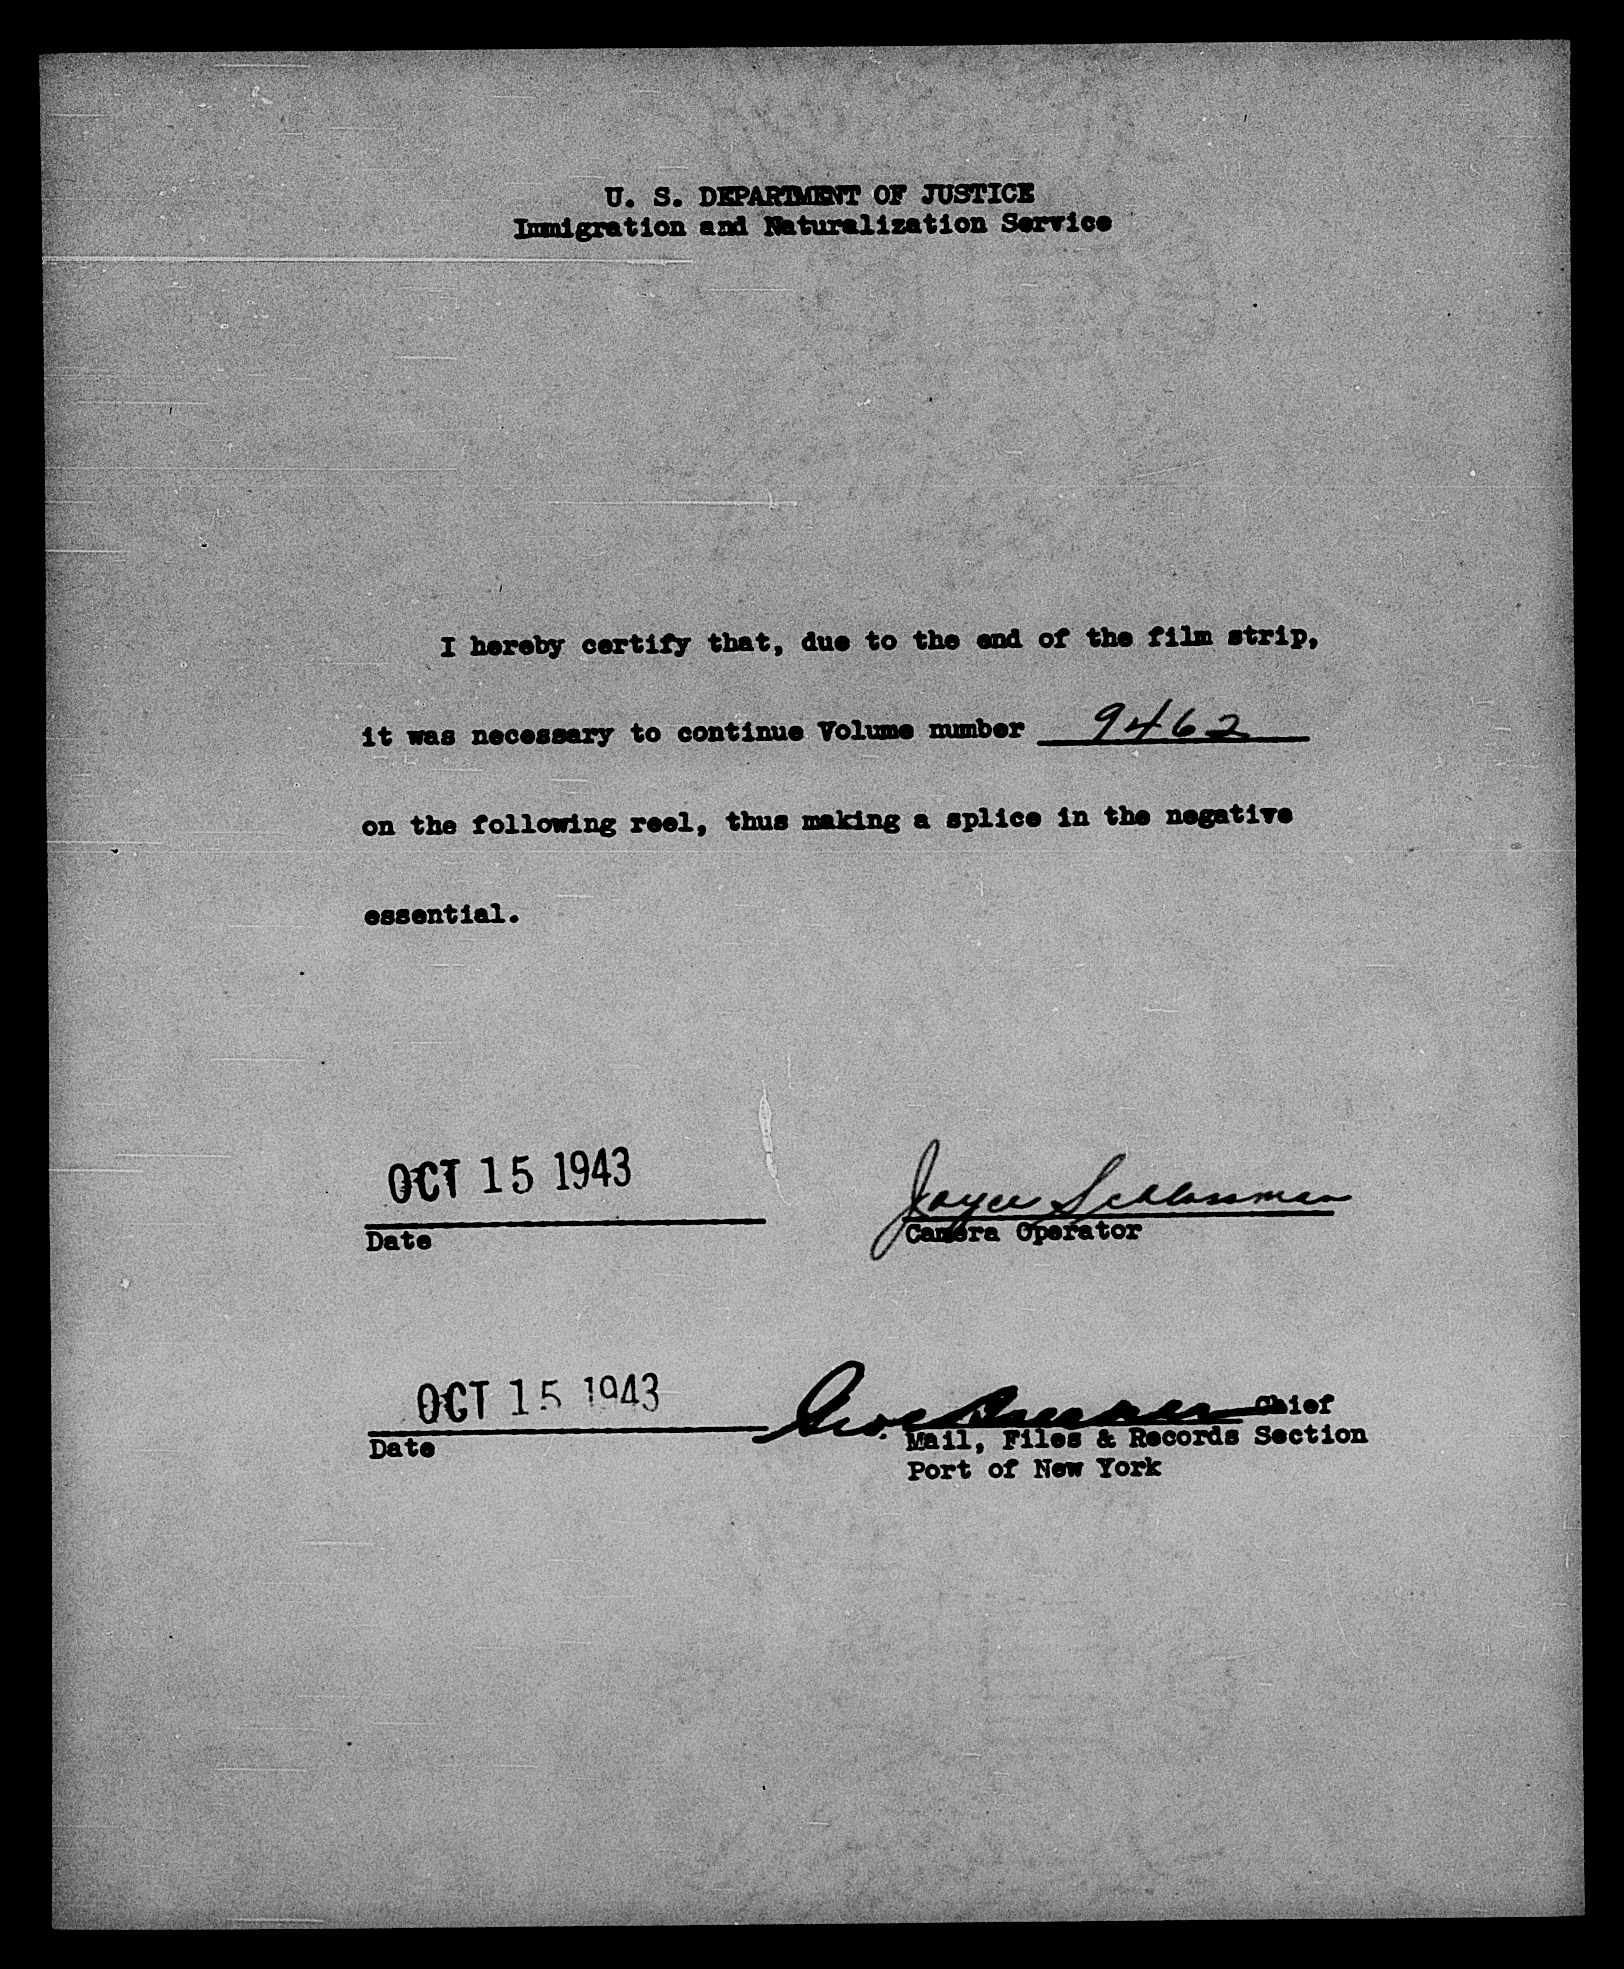 U. S. DEPARTMENT OF JUSTICE
Immigration and Naturalization Service
I hereby certify that, due to the end of the film strip,
it was necessary to continue Volume number 9462
on the following reel, thus making a splice in the negative
essential.
OCT 15 1943
Joyce Schlossman
Date
Camera Operator
OCT 15 1943
Chief
Date
Mail, Files & Records Section
Port of New York